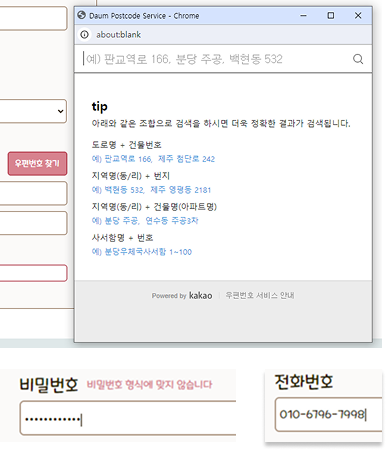 Daum Postcode Service - Chrome
about:blank
예) 판교역로 166, 분당 주공, 백현동 532
tip
아래와 같은 조합으로 검색을 하시면 더욱 정확한 결과가 검색됩니다.
도로명 + 건물번호
예) 판교역로 166, 제주 첨단로 242
우편번호 찾기
지역명(동/리) + 번지
예) 백현동 532, 제주 영평동 2181
지역명(동/리) + 건물명(아파트명)
예) 분당 주공, 연수동 주공3차
사서함명 + 번호
예) 분당우체국사서함 1~100
Powered by kakao | 우편번호 서비스 안내
비밀번호 비밀번호 형식에 맞지 않습니다
••••••••••••
전화번호
010-6796-7998